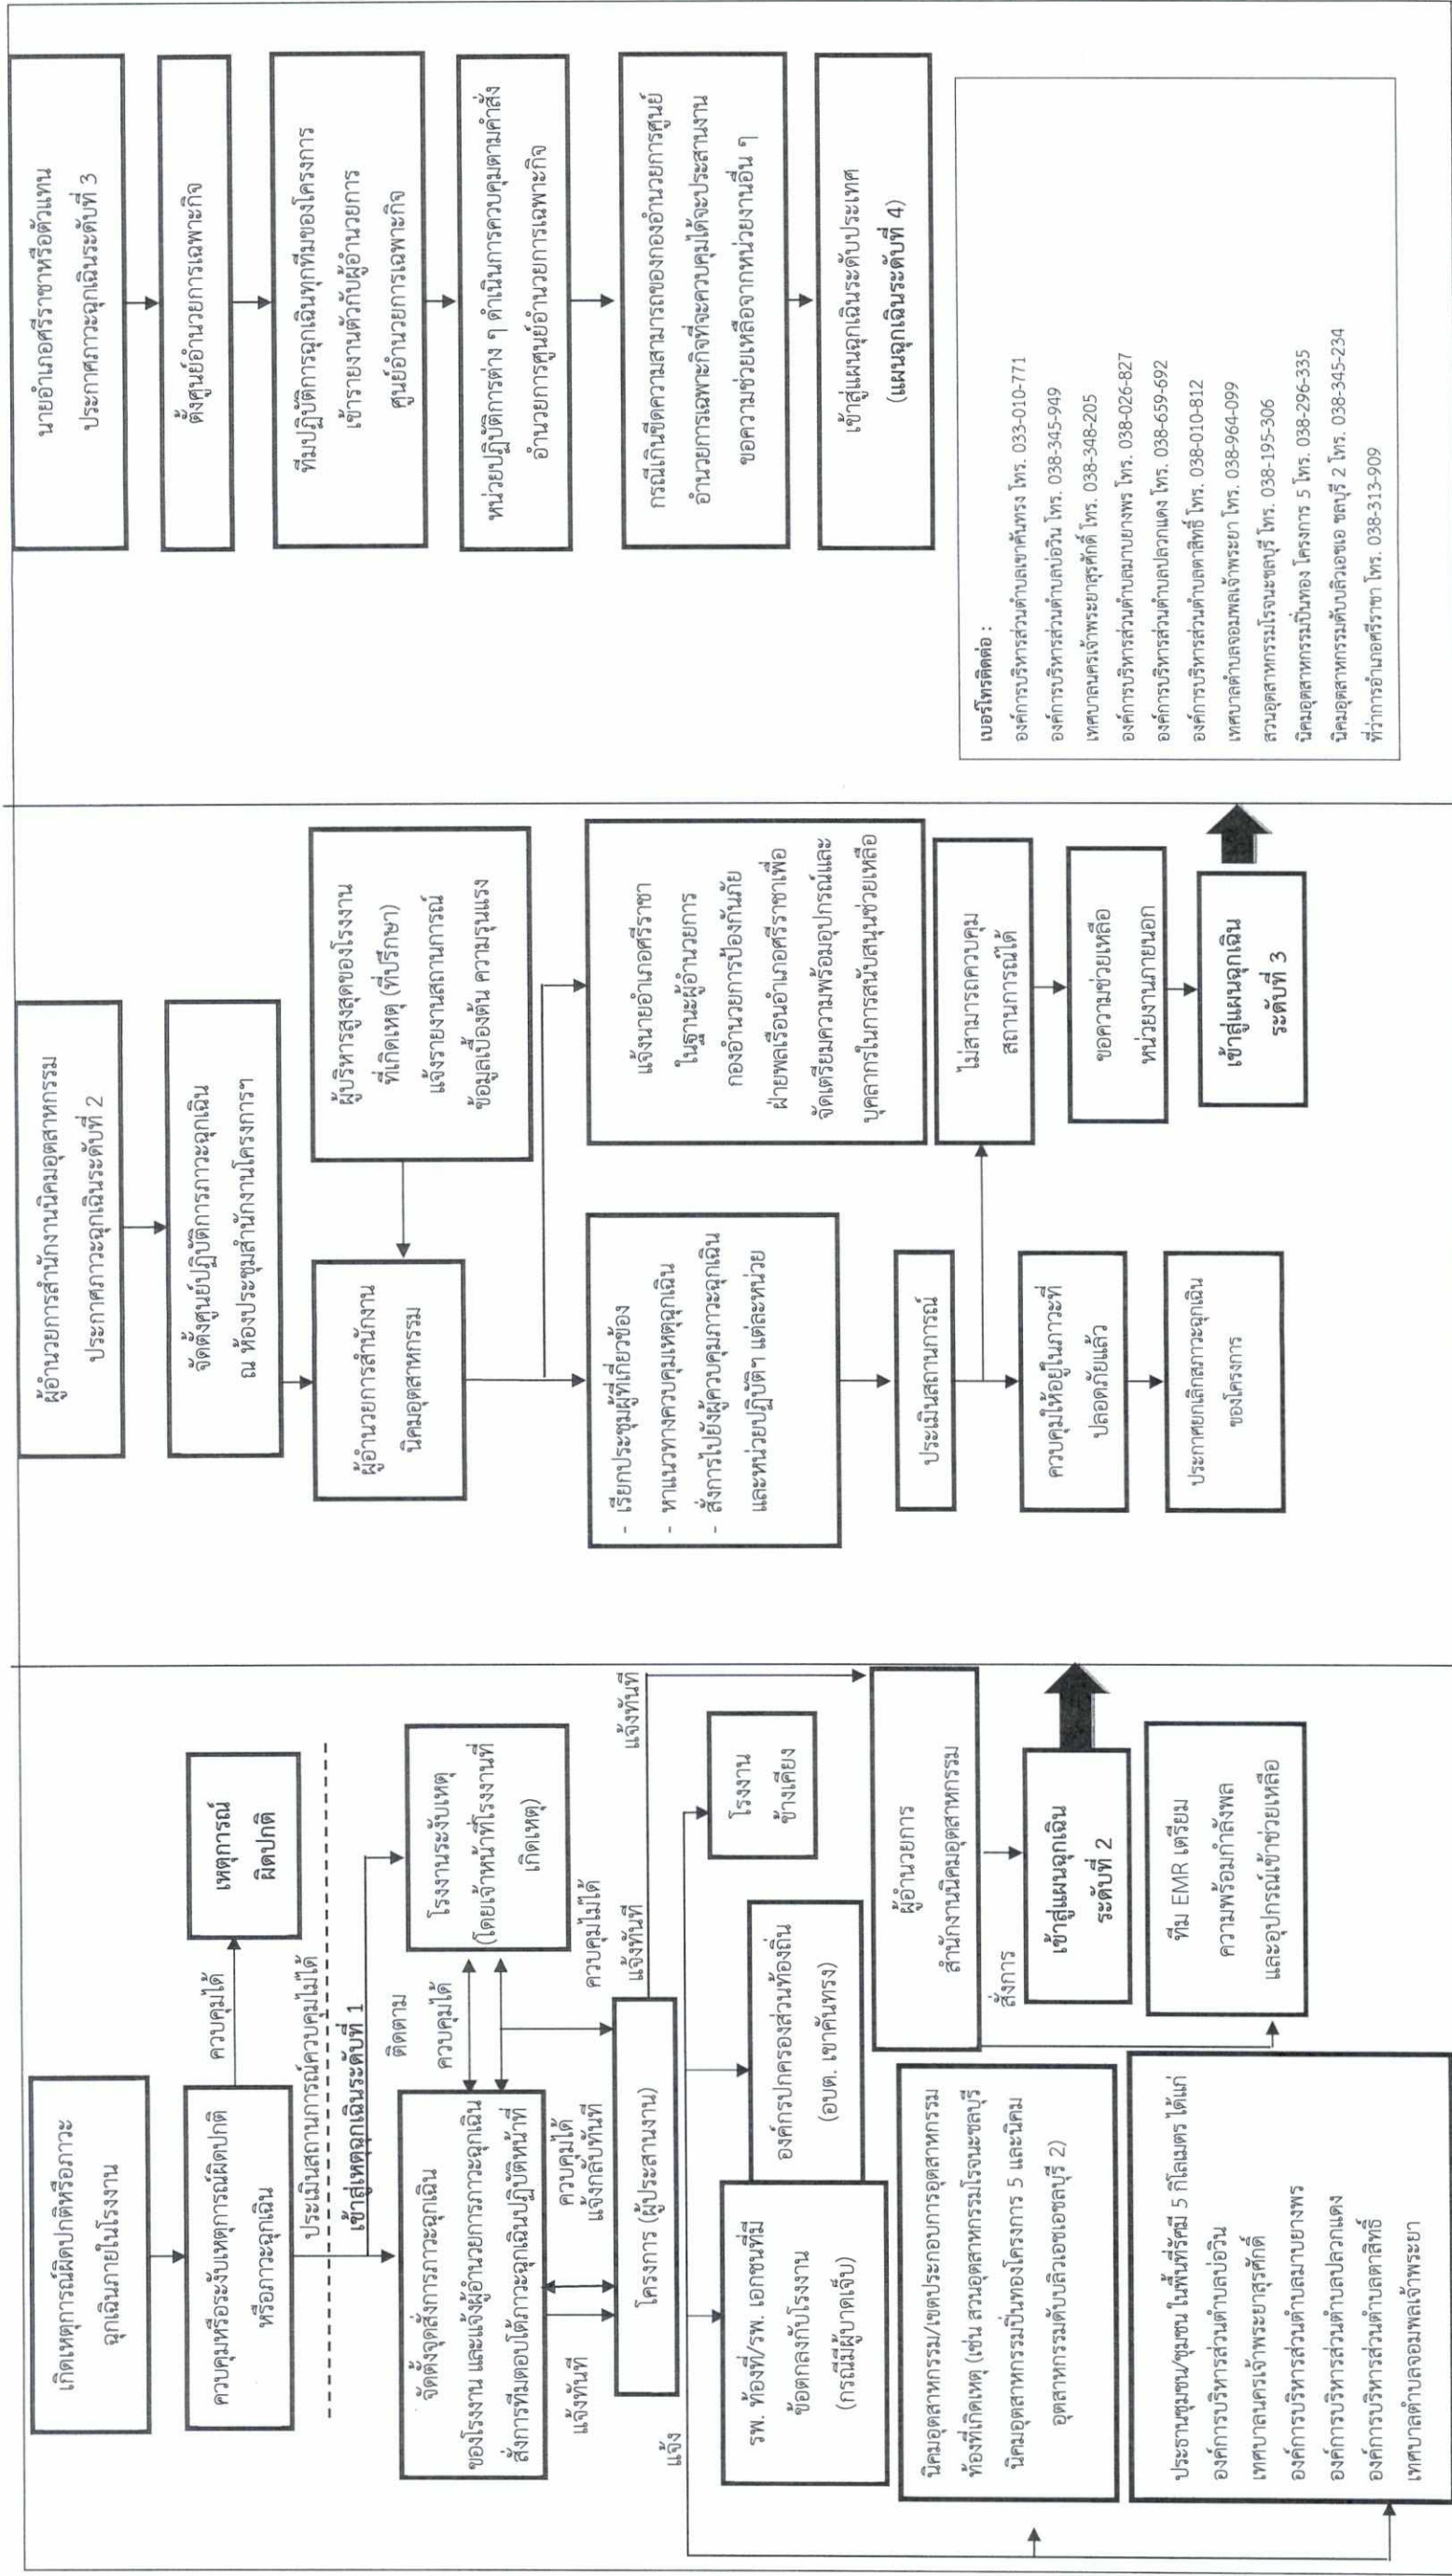 เกิดเหตุการณ์ผิดปกติหรือภาวะ
ฉุกเฉินภายในโรงงาน
ควบคุมหรือระงับเหตุการณ์ผิดปกติ
หรือภาวะฉุกเฉิน
ควบคุมได้
เหตุการณ์
ผิดปกติ
ประเมินสถานการณ์ควบคุมไม่ได้
เข้าสู่เหตุฉุกเฉินระดับที่ 1
จัดตั้งจุดสั่งการภาวะฉุกเฉิน
ของโรงงาน และแจ้งผู้อำนวยการภาวะฉุกเฉิน
สั่งการทีมตอบโต้ภาวะฉุกเฉินปฏิบัติหน้าที่
ติดตาม
ควบคุมได้
โรงงานระงับเหตุ
(โดยเจ้าหน้าที่โรงงานที่
เกิดเหตุ)
แจ้งทันที
ควบคุมได้
แจ้งกลับทันที
ควบคุมไม่ได้
แจ้งทันที
แจ้งทันที
โครงการ (ผู้ประสานงาน)
แจ้ง
รพ. ท้องที่/รพ. เอกชนที่มี
ข้อตกลงกับโรงงาน
(กรณีมีผู้บาดเจ็บ)
องค์กรปกครองส่วนท้องถิ่น
(อบต. เขาคันทรง)
โรงงาน
ข้างเคียง
นิคมอุตสาหกรรม/เขตประกอบการอุตสาหกรรม
ท้องที่เกิดเหตุ (เช่น สวนอุตสาหกรรมโรจนะชลบุรี
นิคมอุตสาหกรรมปิ่นทองโครงการ 5 และนิคม
อุตสาหกรรมดับบลิวเอชเอชลบุรี 2)
ผู้อำนวยการ
สำนักงานนิคมอุตสาหกรรม
สั่งการ
เข้าสู่แผนฉุกเฉิน
ระดับที่ 2
ทีม EMR เตรียม
ความพร้อมกำลังพล
และอุปกรณ์เข้าช่วยเหลือ
ประธานชุมชน/ชุมชน ในพื้นที่รัศมี 5 กิโลเมตร ได้แก่
องค์การบริหารส่วนตำบลบ่อวิน
เทศบาลนครเจ้าพระยาสุรศักดิ์
องค์การบริหารส่วนตำบลมาบยางพร
องค์การบริหารส่วนตำบลปลวกแดง
องค์การบริหารส่วนตำบลตาสิทธิ์
เทศบาลตำบลจอมพลเจ้าพระยา
ผู้อำนวยการสำนักงานนิคมอุตสาหกรรม
ประกาศภาวะฉุกเฉินระดับที่ 2
จัดตั้งศูนย์ปฏิบัติการภาวะฉุกเฉิน
ณ ห้องประชุมสำนักงานโครงการฯ
ผู้อำนวยการสำนักงาน
นิคมอุตสาหกรรม
ผู้บริหารสูงสุดของโรงงาน
ที่เกิดเหตุ (ที่ปรึกษา)
แจ้งรายงานสถานการณ์
ข้อมูลเบื้องต้น ความรุนแรง
- เรียกประชุมผู้ที่เกี่ยวข้อง
- หาแนวทางควบคุมเหตุฉุกเฉิน
- สั่งการไปยังผู้ควบคุมภาวะฉุกเฉิน
และหน่วยปฏิบัติฯ แต่ละหน่วย
แจ้งนายอำเภอศรีราชา
ในฐานะผู้อำนวยการ
กองอำนวยการป้องกันภัย
ฝ่ายพลเรือนอำเภอศรีราชาเพื่อ
จัดเตรียมความพร้อมอุปกรณ์และ
บุคลากรในการสนับสนุนช่วยเหลือ
ประเมินสถานการณ์
ไม่สามารถควบคุม
สถานการณ์ได้
ควบคุมให้อยู่ในภาวะที่
ปลอดภัยแล้ว
ขอความช่วยเหลือ
หน่วยงานภายนอก
ประกาศยกเลิกสภาวะฉุกเฉิน
ของโครงการ
เข้าสู่แผนฉุกเฉิน
ระดับที่ 3
นายอำเภอศรีราชาหรือตัวแทน
ประกาศภาวะฉุกเฉินระดับที่ 3
ตั้งศูนย์อำนวยการเฉพาะกิจ
ทีมปฏิบัติการฉุกเฉินทุกทีมของโครงการ
เข้ารายงานตัวกับผู้อำนวยการ
ศูนย์อำนวยการเฉพาะกิจ
หน่วยปฏิบัติการต่าง ๆ ดำเนินการควบคุมตามคำสั่ง
อำนวยการศูนย์อำนวยการเฉพาะกิจ
กรณีเกินขีดความสามารถของกองอำนวยการศูนย์
อำนวยการเฉพาะกิจที่จะควบคุมได้จะประสานงาน
ขอความช่วยเหลือจากหน่วยงานอื่น ๆ
เข้าสู่แผนฉุกเฉินระดับประเทศ
(แผนฉุกเฉินระดับที่ 4)
เบอร์โทรติดต่อ :
องค์การบริหารส่วนตำบลเขาคันทรง โทร. 033-010-771
องค์การบริหารส่วนตำบลบ่อวิน โทร. 038-345-949
เทศบาลนครเจ้าพระยาสุรศักดิ์ โทร. 038-348-205
องค์การบริหารส่วนตำบลมาบยางพร โทร. 038-026-827
องค์การบริหารส่วนตำบลปลวกแดง โทร. 038-659-692
องค์การบริหารส่วนตำบลตาสิทธิ์ โทร. 038-010-812
เทศบาลตำบลจอมพลเจ้าพระยา โทร. 038-964-099
สวนอุตสาหกรรมโรจนะชลบุรี โทร. 038-195-306
นิคมอุตสาหกรรมปิ่นทอง โครงการ 5 โทร. 038-296-335
นิคมอุตสาหกรรมดับบลิวเอชเอ ชลบุรี 2 โทร. 038-345-234
ที่ว่าการอำเภอศรีราชา โทร. 038-313-909